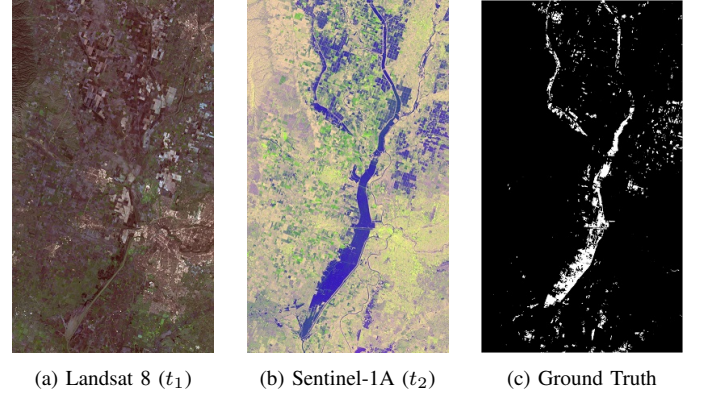 (a) Landsat 8 (t₁)
(b) Sentinel-1A (t₂)
(c) Ground Truth